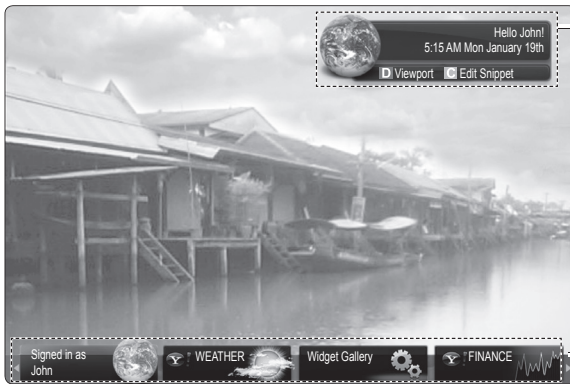 Hello John!
5:15 AM Mon January 19th
D Viewport C Edit Snippet
Signed in as
John
Y! WEATHER
Widget Gallery
Y! FINANCE